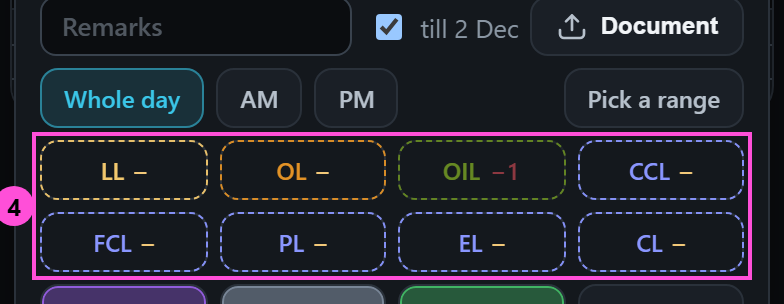 Remarks till 2 Dec Document
Whole day AM PM Pick a range
LL – OL – OIL –1 CCL –
4
FCL – PL – EL – CL –